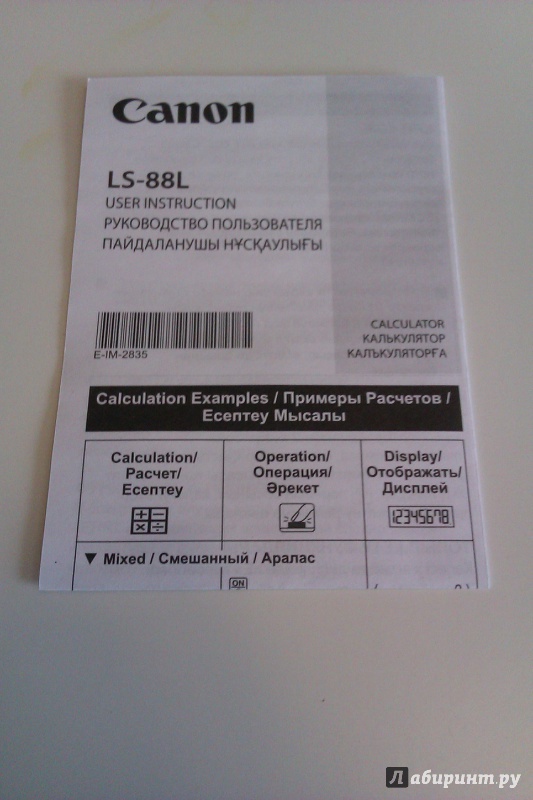 Canon
LS-88L
USER INSTRUCTION
РУКОВОДСТВО ПОЛЬЗОВАТЕЛЯ
ПАЙДАЛАНУШЫ НҰСҚАУЛЫҒЫ
E-IM-2835
CALCULATOR
КАЛЬКУЛЯТОР
КАЛЪКУЛЯТОРҒА
Calculation Examples / Примеры Расчетов /
Есептеу Мысалы
Calculation/
Расчет/
Есептеу
Operation/
Операция/
Әрекет
Display/
Отображать/
Дисплей
12345678
▼ Mixed / Смешанный / Аралас
ON
Лабиринт.ру